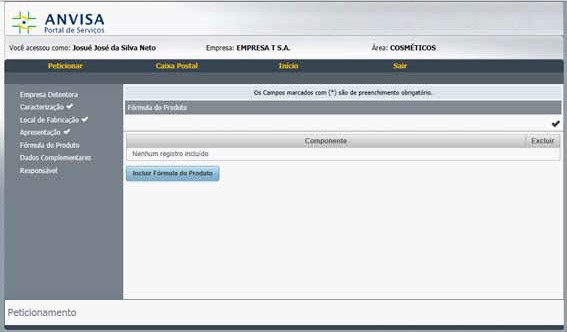 ANVISA
Portal de Serviços
Você acessou como: Josué José da Silva Neto Empresa: EMPRESA T S.A. Área: COSMÉTICOS
Peticionar Caixa Postal Início Sair
Empresa Detentora
Caracterização
Local de Fabricação
Apresentação
Fórmula do Produto
Dados Complementares
Responsável
Os Campos marcados com (*) são de preenchimento obrigatório.
Fórmula do Produto
Componente Excluir
Nenhum registro incluído
Incluir Fórmula do Produto
Peticionamento